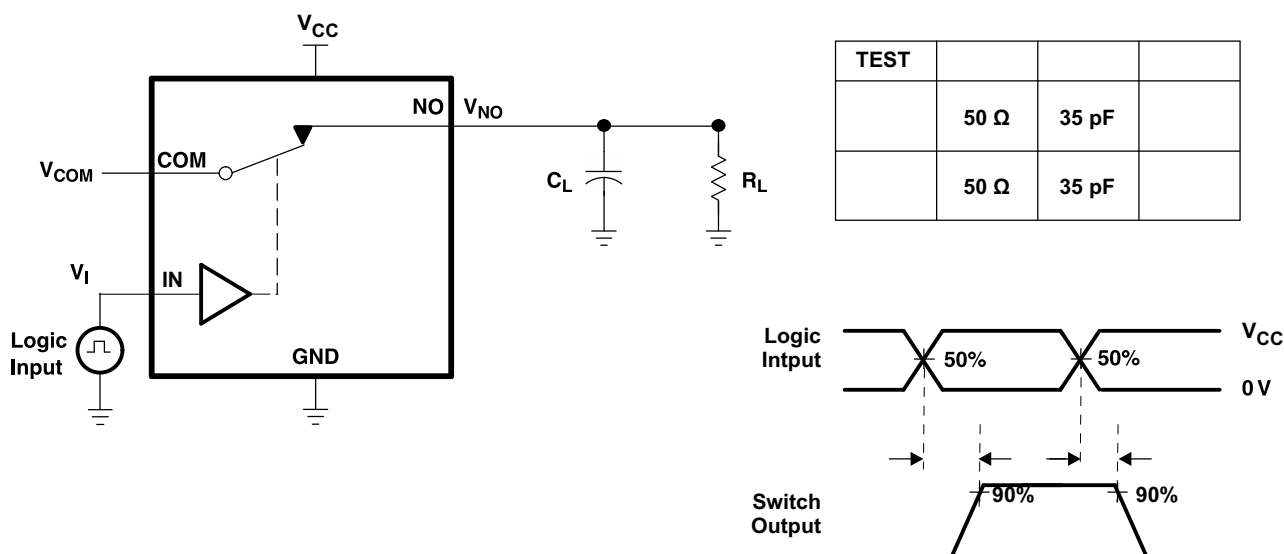 VCC
NO VNO
VCOM COM
CL RL
VI IN
Logic
Input
GND
TEST
50 Ω 35 pF
50 Ω 35 pF
Logic
Intput
50% 50%
VCC
0 V
Switch
Output
90% 90%